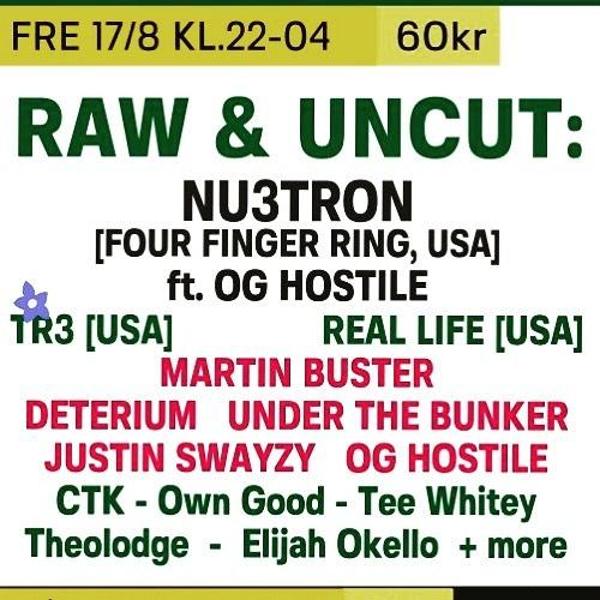 FRE 17/8 KL.22-04 60kr
RAW & UNCUT:
NU3TRON
[FOUR FINGER RING, USA]
ft. OG HOSTILE
TR3 [USA] REAL LIFE [USA]
MARTIN BUSTER
DETERIUM UNDER THE BUNKER
JUSTIN SWAYZY OG HOSTILE
CTK - Own Good - Tee Whitey
Theolodge - Elijah Okello + more